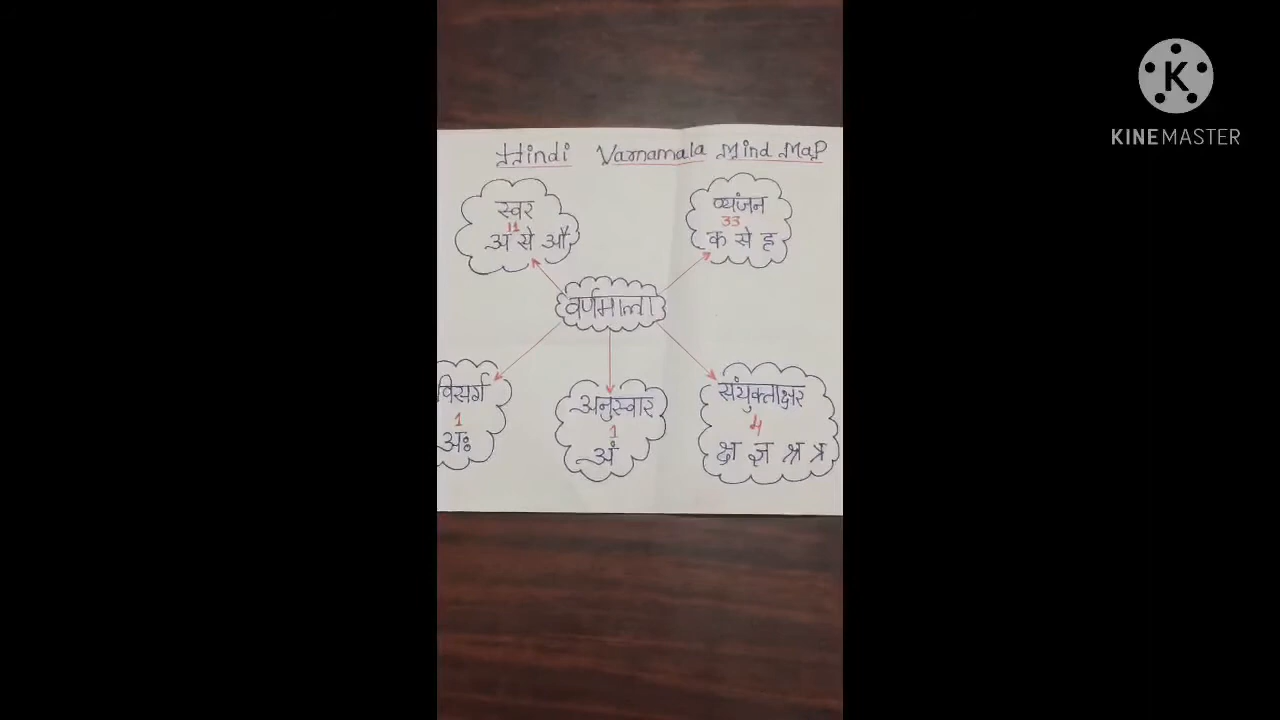 Hindi Varnamala Mind Map
स्वर
11
अ से औ
व्यंजन
33
क से ह
वर्णमाला
विसर्ग
1
अः
अनुस्वार
1
अं
संयुक्ताक्षर
4
क्ष ज्ञ श्र त्र
K
KINEMASTER